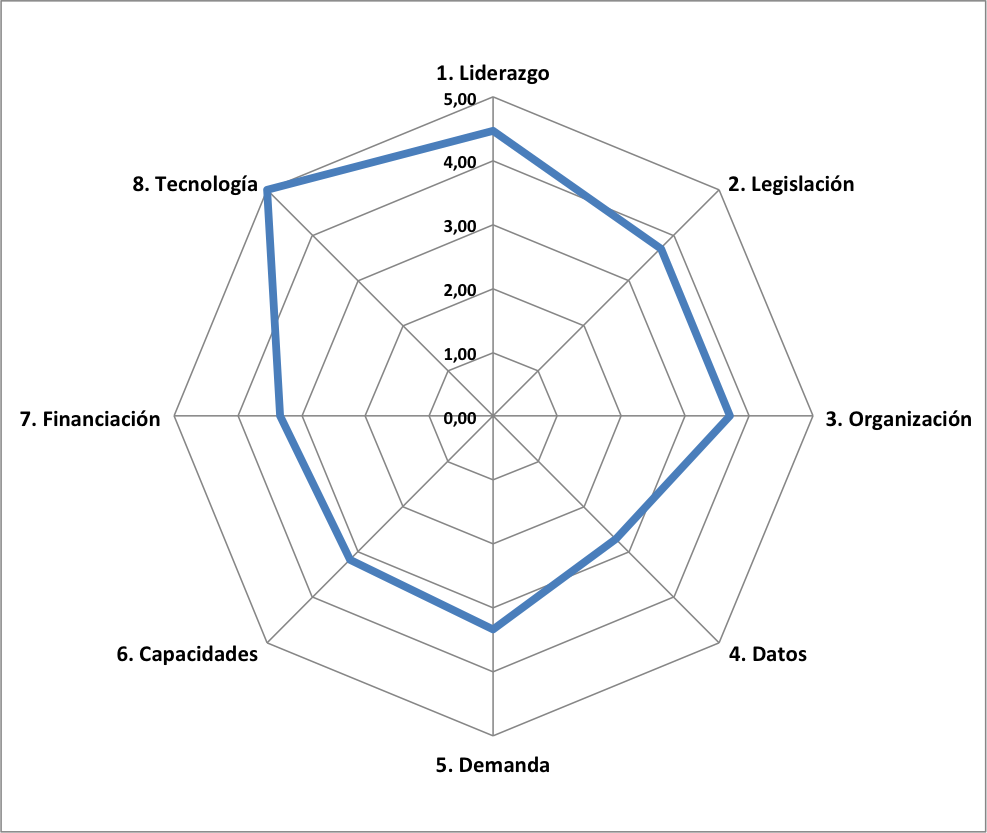 1. Liderazgo
5,00
4,00
8. Tecnología
2. Legislación
3,00
2,00
1,00
7. Financiación
0,00
3. Organización
6. Capacidades
4. Datos
5. Demanda